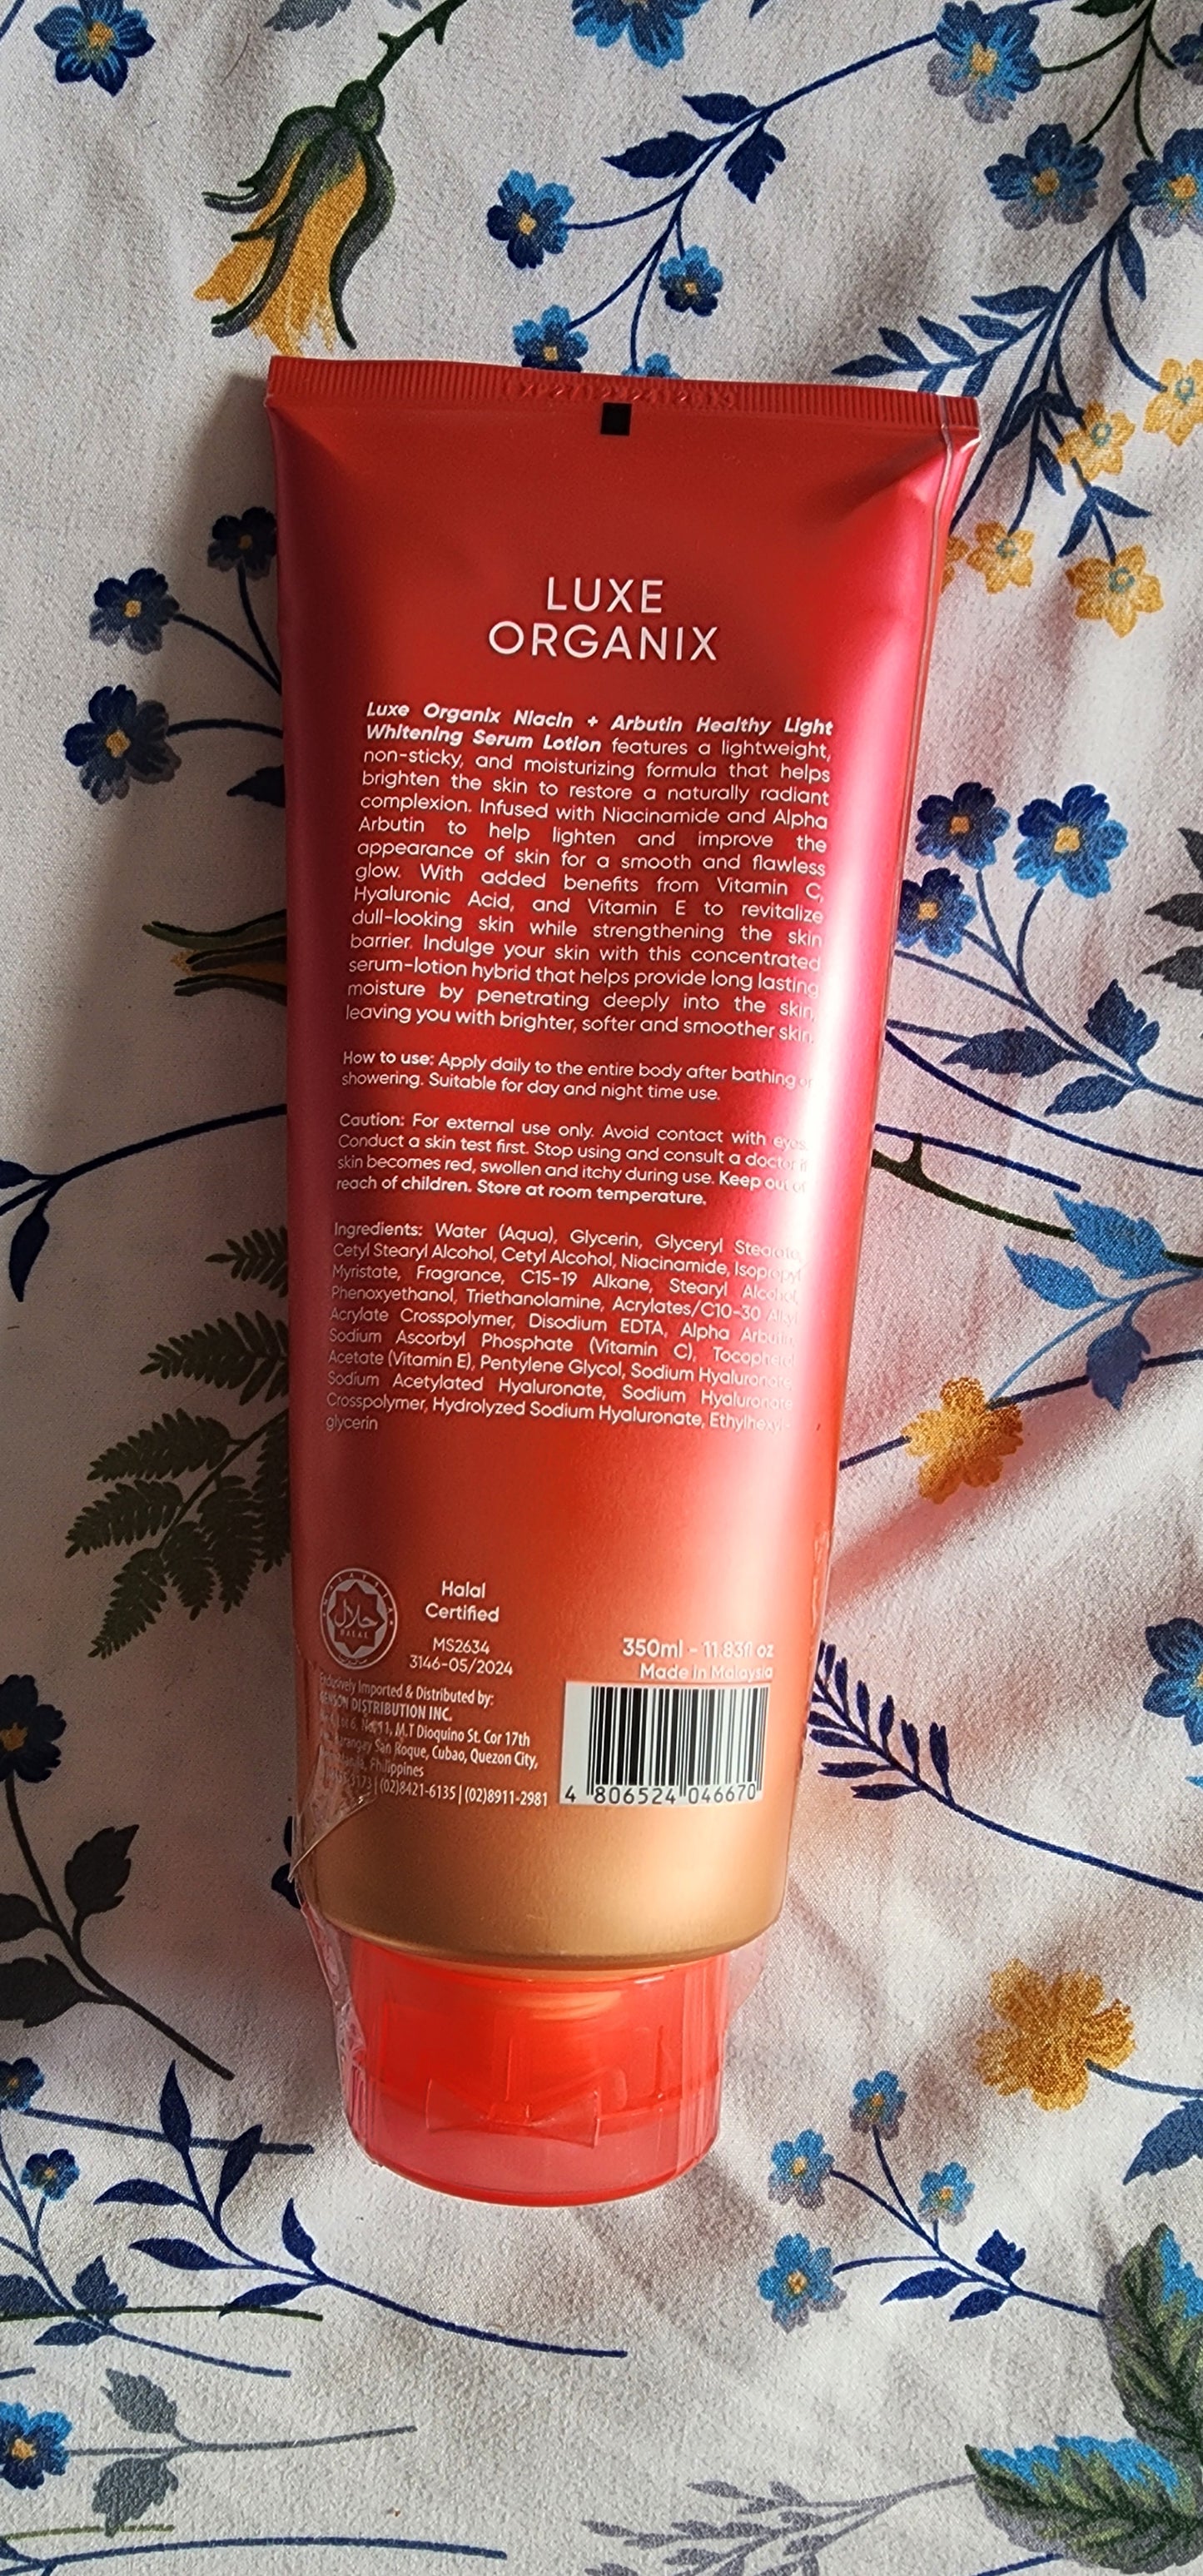 LUXE
ORGANIX
Luxe Organix Niacin + Arbutin Healthy Light
Whitening Serum Lotion features a lightweight,
non-sticky, and moisturizing formula that helps
brighten the skin to restore a naturally radiant
complexion. Infused with Niacinamide and Alpha
Arbutin to help lighten and improve the
appearance of skin for a smooth and flawless
glow. With added benefits from Vitamin C,
Hyaluronic Acid, and Vitamin E to revitalize
dull-looking skin while strengthening the skin
barrier. Indulge your skin with this concentrated
serum-lotion hybrid that helps provide long lasting
moisture by penetrating deeply into the skin,
leaving you with brighter, softer and smoother skin.
How to use: Apply daily to the entire body after bathing or
showering. Suitable for day and night time use.
Caution: For external use only. Avoid contact with eyes.
Conduct a skin test first. Stop using and consult a doctor if
skin becomes red, swollen and itchy during use. Keep out of
reach of children. Store at room temperature.
Ingredients: Water (Aqua), Glycerin, Glyceryl Stearate,
Cetyl Stearyl Alcohol, Cetyl Alcohol, Niacinamide, Isopropyl
Myristate, Fragrance, C15-19 Alkane, Stearyl Alcohol,
Phenoxyethanol, Triethanolamine, Acrylates/C10-30 Alkyl
Acrylate Crosspolymer, Disodium EDTA, Alpha Arbutin,
Sodium Ascorbyl Phosphate (Vitamin C), Tocopherol
Acetate (Vitamin E), Pentylene Glycol, Sodium Hyaluronate,
Sodium Acetylated Hyaluronate, Sodium Hyaluronate
Crosspolymer, Hydrolyzed Sodium Hyaluronate, Ethylhexyl-
glycerin
حلال
HALAL
Halal
Certified
MS2634
3146-05/2024
350ml - 11.83fl oz
Made in Malaysia
Exclusively Imported & Distributed by:
DISTRIBUTION INC.
6, No. 11, M.T Dioquino St. Cor 17th
San Roque, Cubao, Quezon City,
Philippines
(02)8421-6135 | (02)8911-2981
4 806524 046670